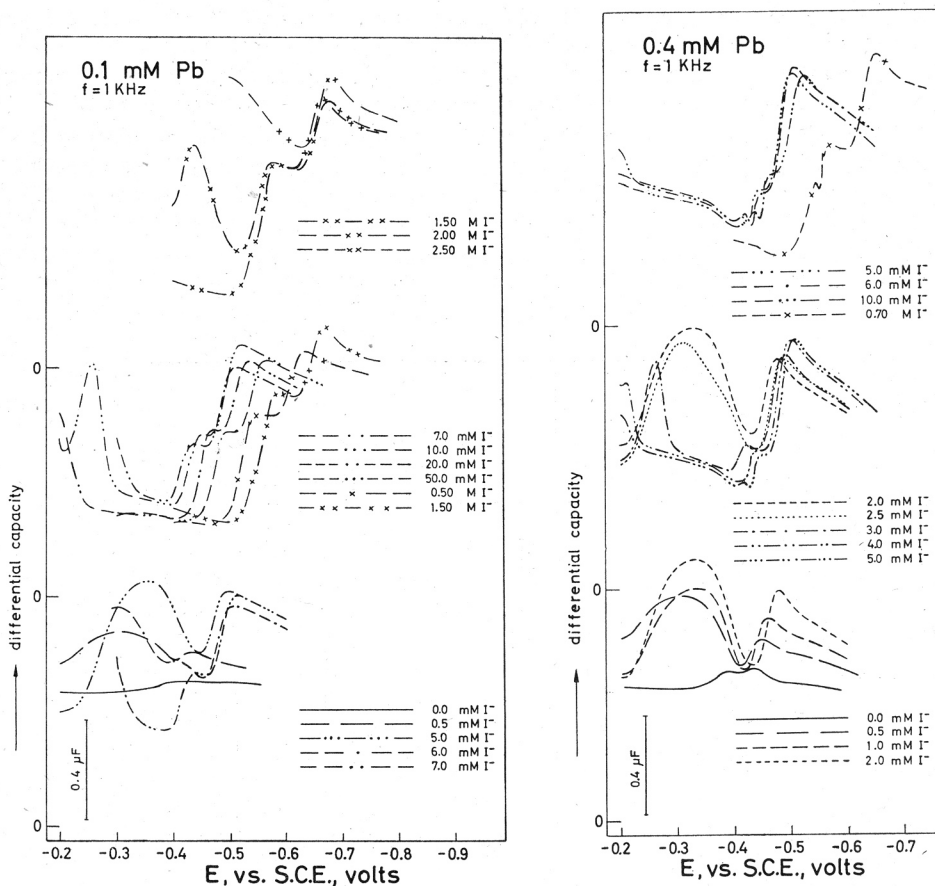 0.1 mM Pb
f = 1 KHz
1.50 M I⁻
2.00 M I⁻
2.50 M I⁻
0
7.0 mM I⁻
10.0 mM I⁻
20.0 mM I⁻
50.0 mM I⁻
0.50 M I⁻
1.50 M I⁻
differential capacity
0
0.0 mM I⁻
0.5 mM I⁻
5.0 mM I⁻
6.0 mM I⁻
7.0 mM I⁻
0.4 µF
0
-0.2 -0.3 -0.4 -0.5 -0.6 -0.7 -0.8 -0.9
E, vs. S.C.E., volts
0.4 mM Pb
f = 1 KHz
5.0 mM I⁻
6.0 mM I⁻
10.0 mM I⁻
0.70 M I⁻
0
2.0 mM I⁻
2.5 mM I⁻
3.0 mM I⁻
4.0 mM I⁻
5.0 mM I⁻
differential capacity
0
0.0 mM I⁻
0.5 mM I⁻
1.0 mM I⁻
2.0 mM I⁻
0.4 µF
0
-0.2 -0.3 -0.4 -0.5 -0.6 -0.7
E, vs. S.C.E., volts